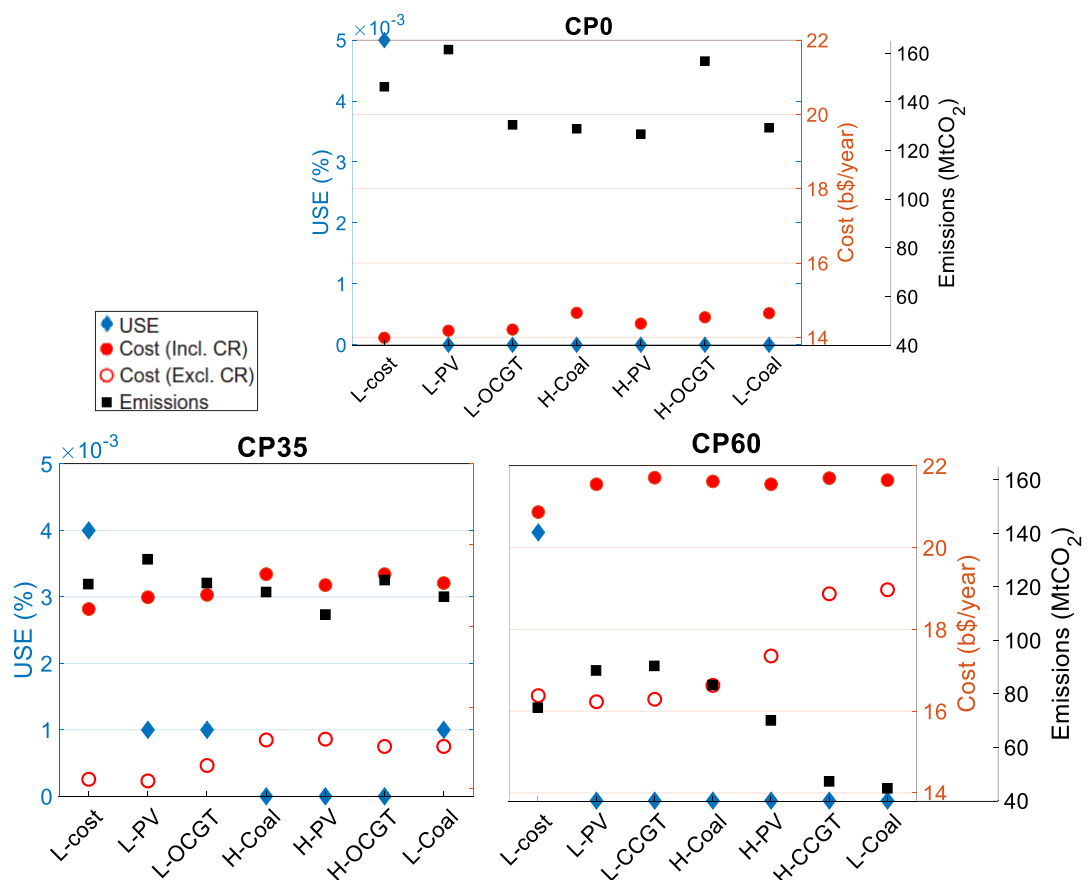 CP0
×10⁻³
5
4
3
2
1
0
USE (%)
22
20
18
16
14
Cost (b$/year)
160
140
120
100
80
60
40
Emissions (MtCO₂)
L-cost
L-PV
L-OCGT
H-Coal
H-PV
H-OCGT
L-Coal
USE
Cost (Incl. CR)
Cost (Excl. CR)
Emissions
CP35
×10⁻³
5
4
3
2
1
0
USE (%)
L-cost
L-PV
L-OCGT
H-Coal
H-PV
H-OCGT
L-Coal
CP60
22
20
18
16
14
Cost (b$/year)
160
140
120
100
80
60
40
Emissions (MtCO₂)
L-cost
L-PV
L-CCGT
H-Coal
H-PV
H-CCGT
L-Coal